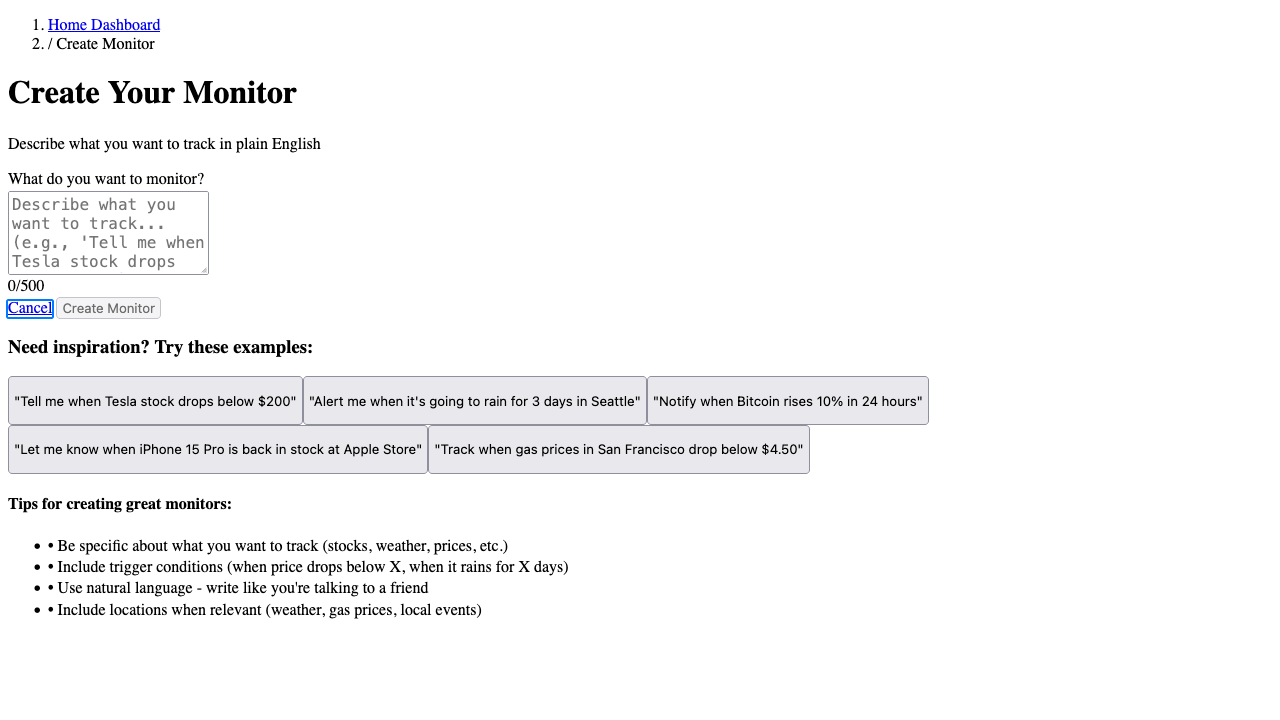 1. Home Dashboard
2. / Create Monitor
Create Your Monitor
Describe what you want to track in plain English
What do you want to monitor?
Describe what you
want to track...
(e.g., 'Tell me when
Tesla stock drops
0/500
Cancel Create Monitor
Need inspiration? Try these examples:
"Tell me when Tesla stock drops below $200" "Alert me when it's going to rain for 3 days in Seattle" "Notify when Bitcoin rises 10% in 24 hours"
"Let me know when iPhone 15 Pro is back in stock at Apple Store" "Track when gas prices in San Francisco drop below $4.50"
Tips for creating great monitors:
• • Be specific about what you want to track (stocks, weather, prices, etc.)
• • Include trigger conditions (when price drops below X, when it rains for X days)
• • Use natural language - write like you're talking to a friend
• • Include locations when relevant (weather, gas prices, local events)